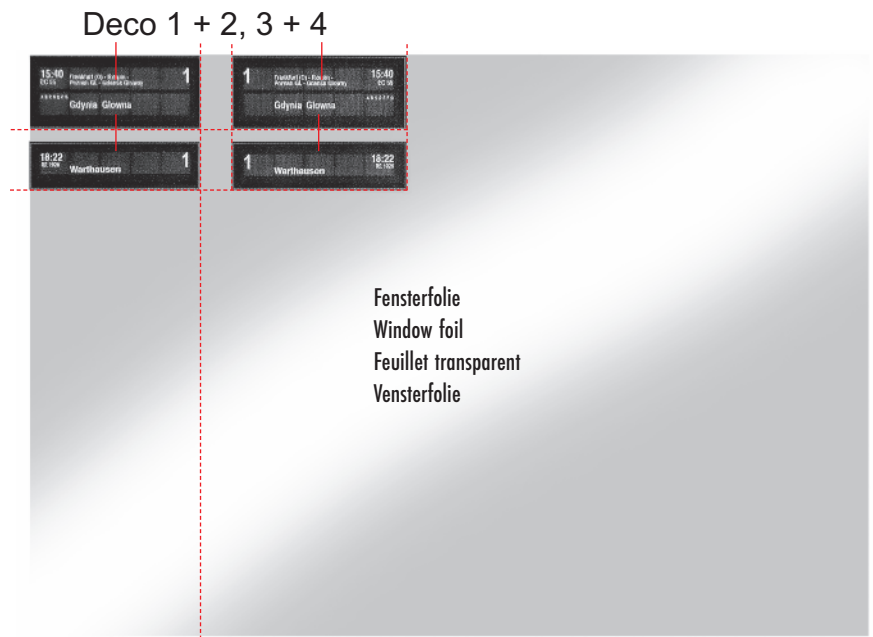 Deco 1 + 2, 3 + 4
15:40
1
Gdynia Glowna
1
15:40
Gdynia Glowna
18:22
1
Warthausen
1
18:22
Warthausen
Fensterfolie
Window foil
Feuillet transparent
Vensterfolie